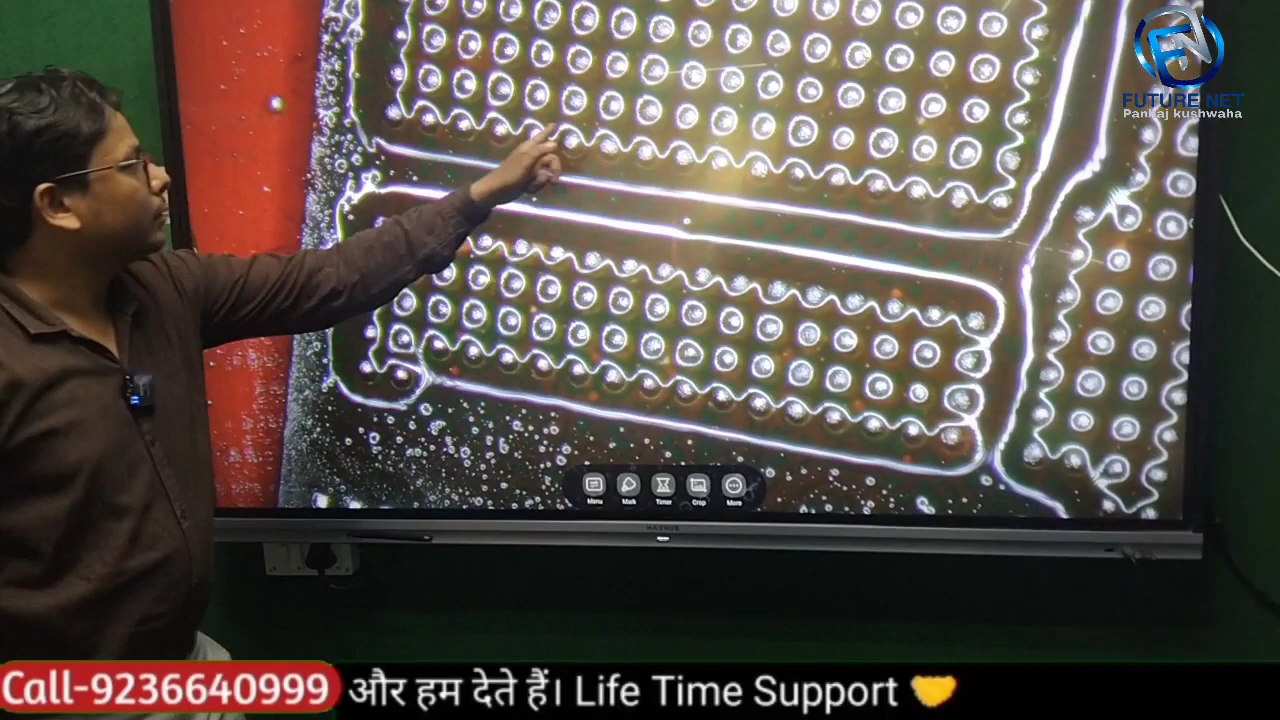 FUTURE NET
Pankaj kushwaha
Menu
Mark
Timer
Crop
More
Call-9236640999
और हम देते हैं। Life Time Support